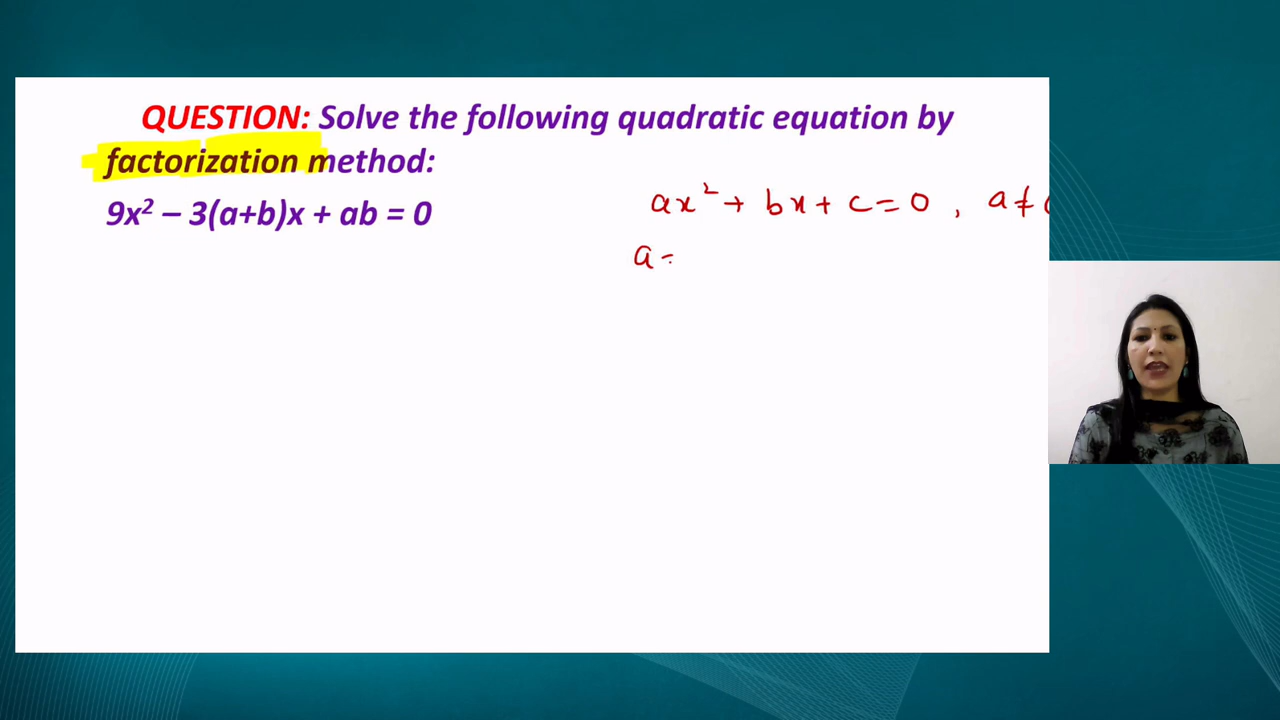 QUESTION: Solve the following quadratic equation by
factorization method:
9x² – 3(a+b)x + ab = 0
ax² + bx + c = 0 , a ≠
a -